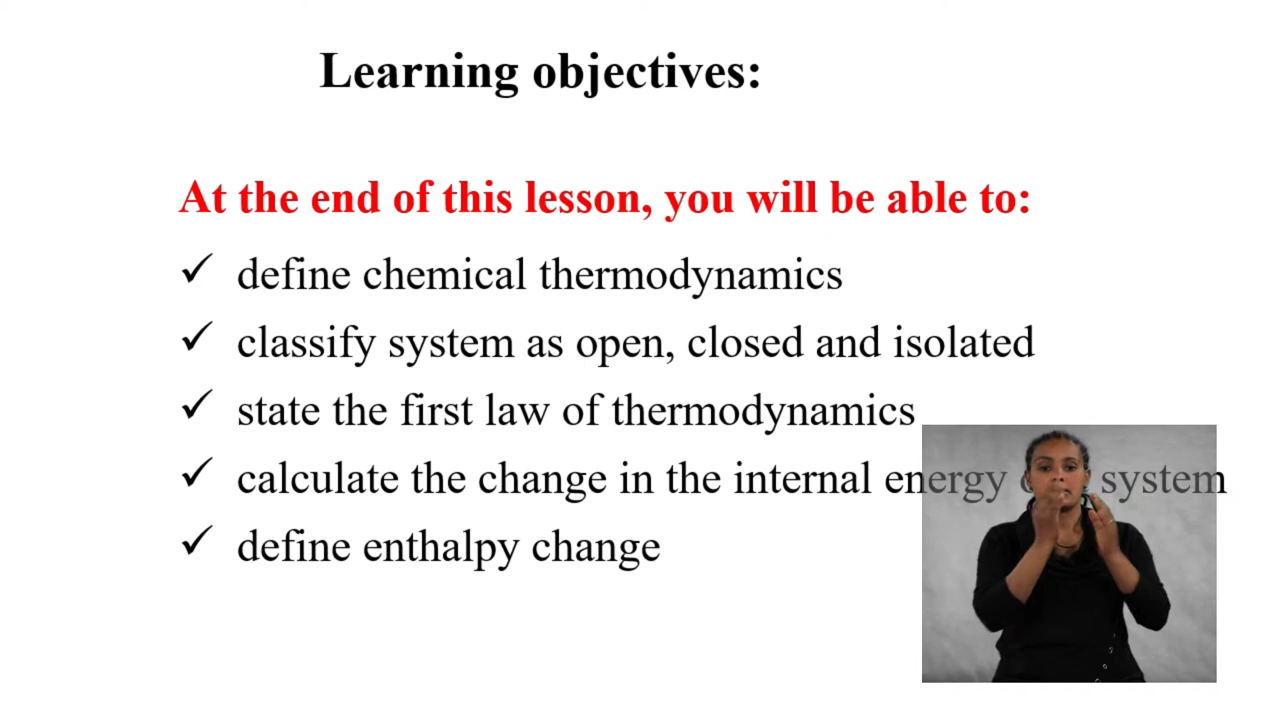 Learning objectives:
At the end of this lesson, you will be able to:
✓ define chemical thermodynamics
✓ classify system as open, closed and isolated
✓ state the first law of thermodynamics
✓ calculate the change in the internal energy system
✓ define enthalpy change